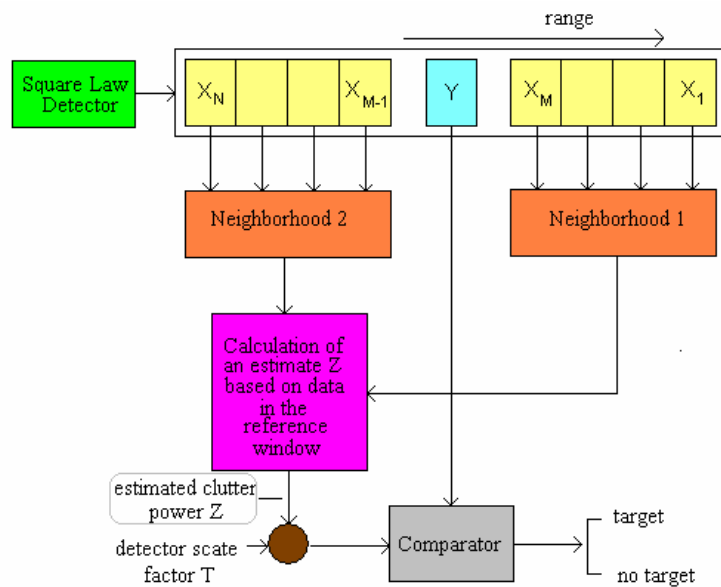 range
Square Law
Detector
X_N X_{M-1} Y X_M X_1
Neighborhood 2
Neighborhood 1
Calculation of
an estimate Z
based on data
in the
reference
window
estimated clutter
power Z
detector scate
factor T
Comparator
target
no target